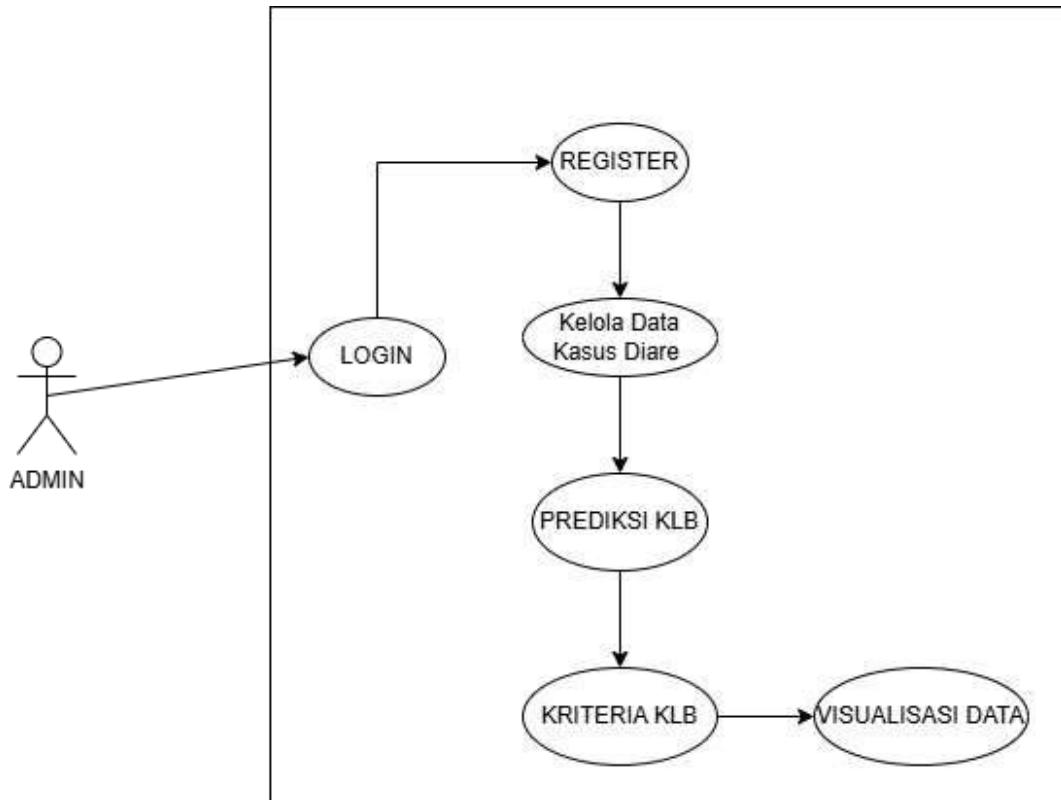 REGISTER
Kelola Data
Kasus Diare
LOGIN
ADMIN
PREDIKSI KLB
KRITERIA KLB
VISUALISASI DATA